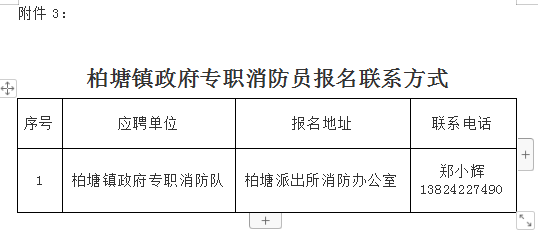 附件 3：
柏塘镇政府专职消防员报名联系方式
序号 应聘单位 报名地址 联系电话
1 柏塘镇政府专职消防队 柏塘派出所消防办公室 郑小辉
13824227490